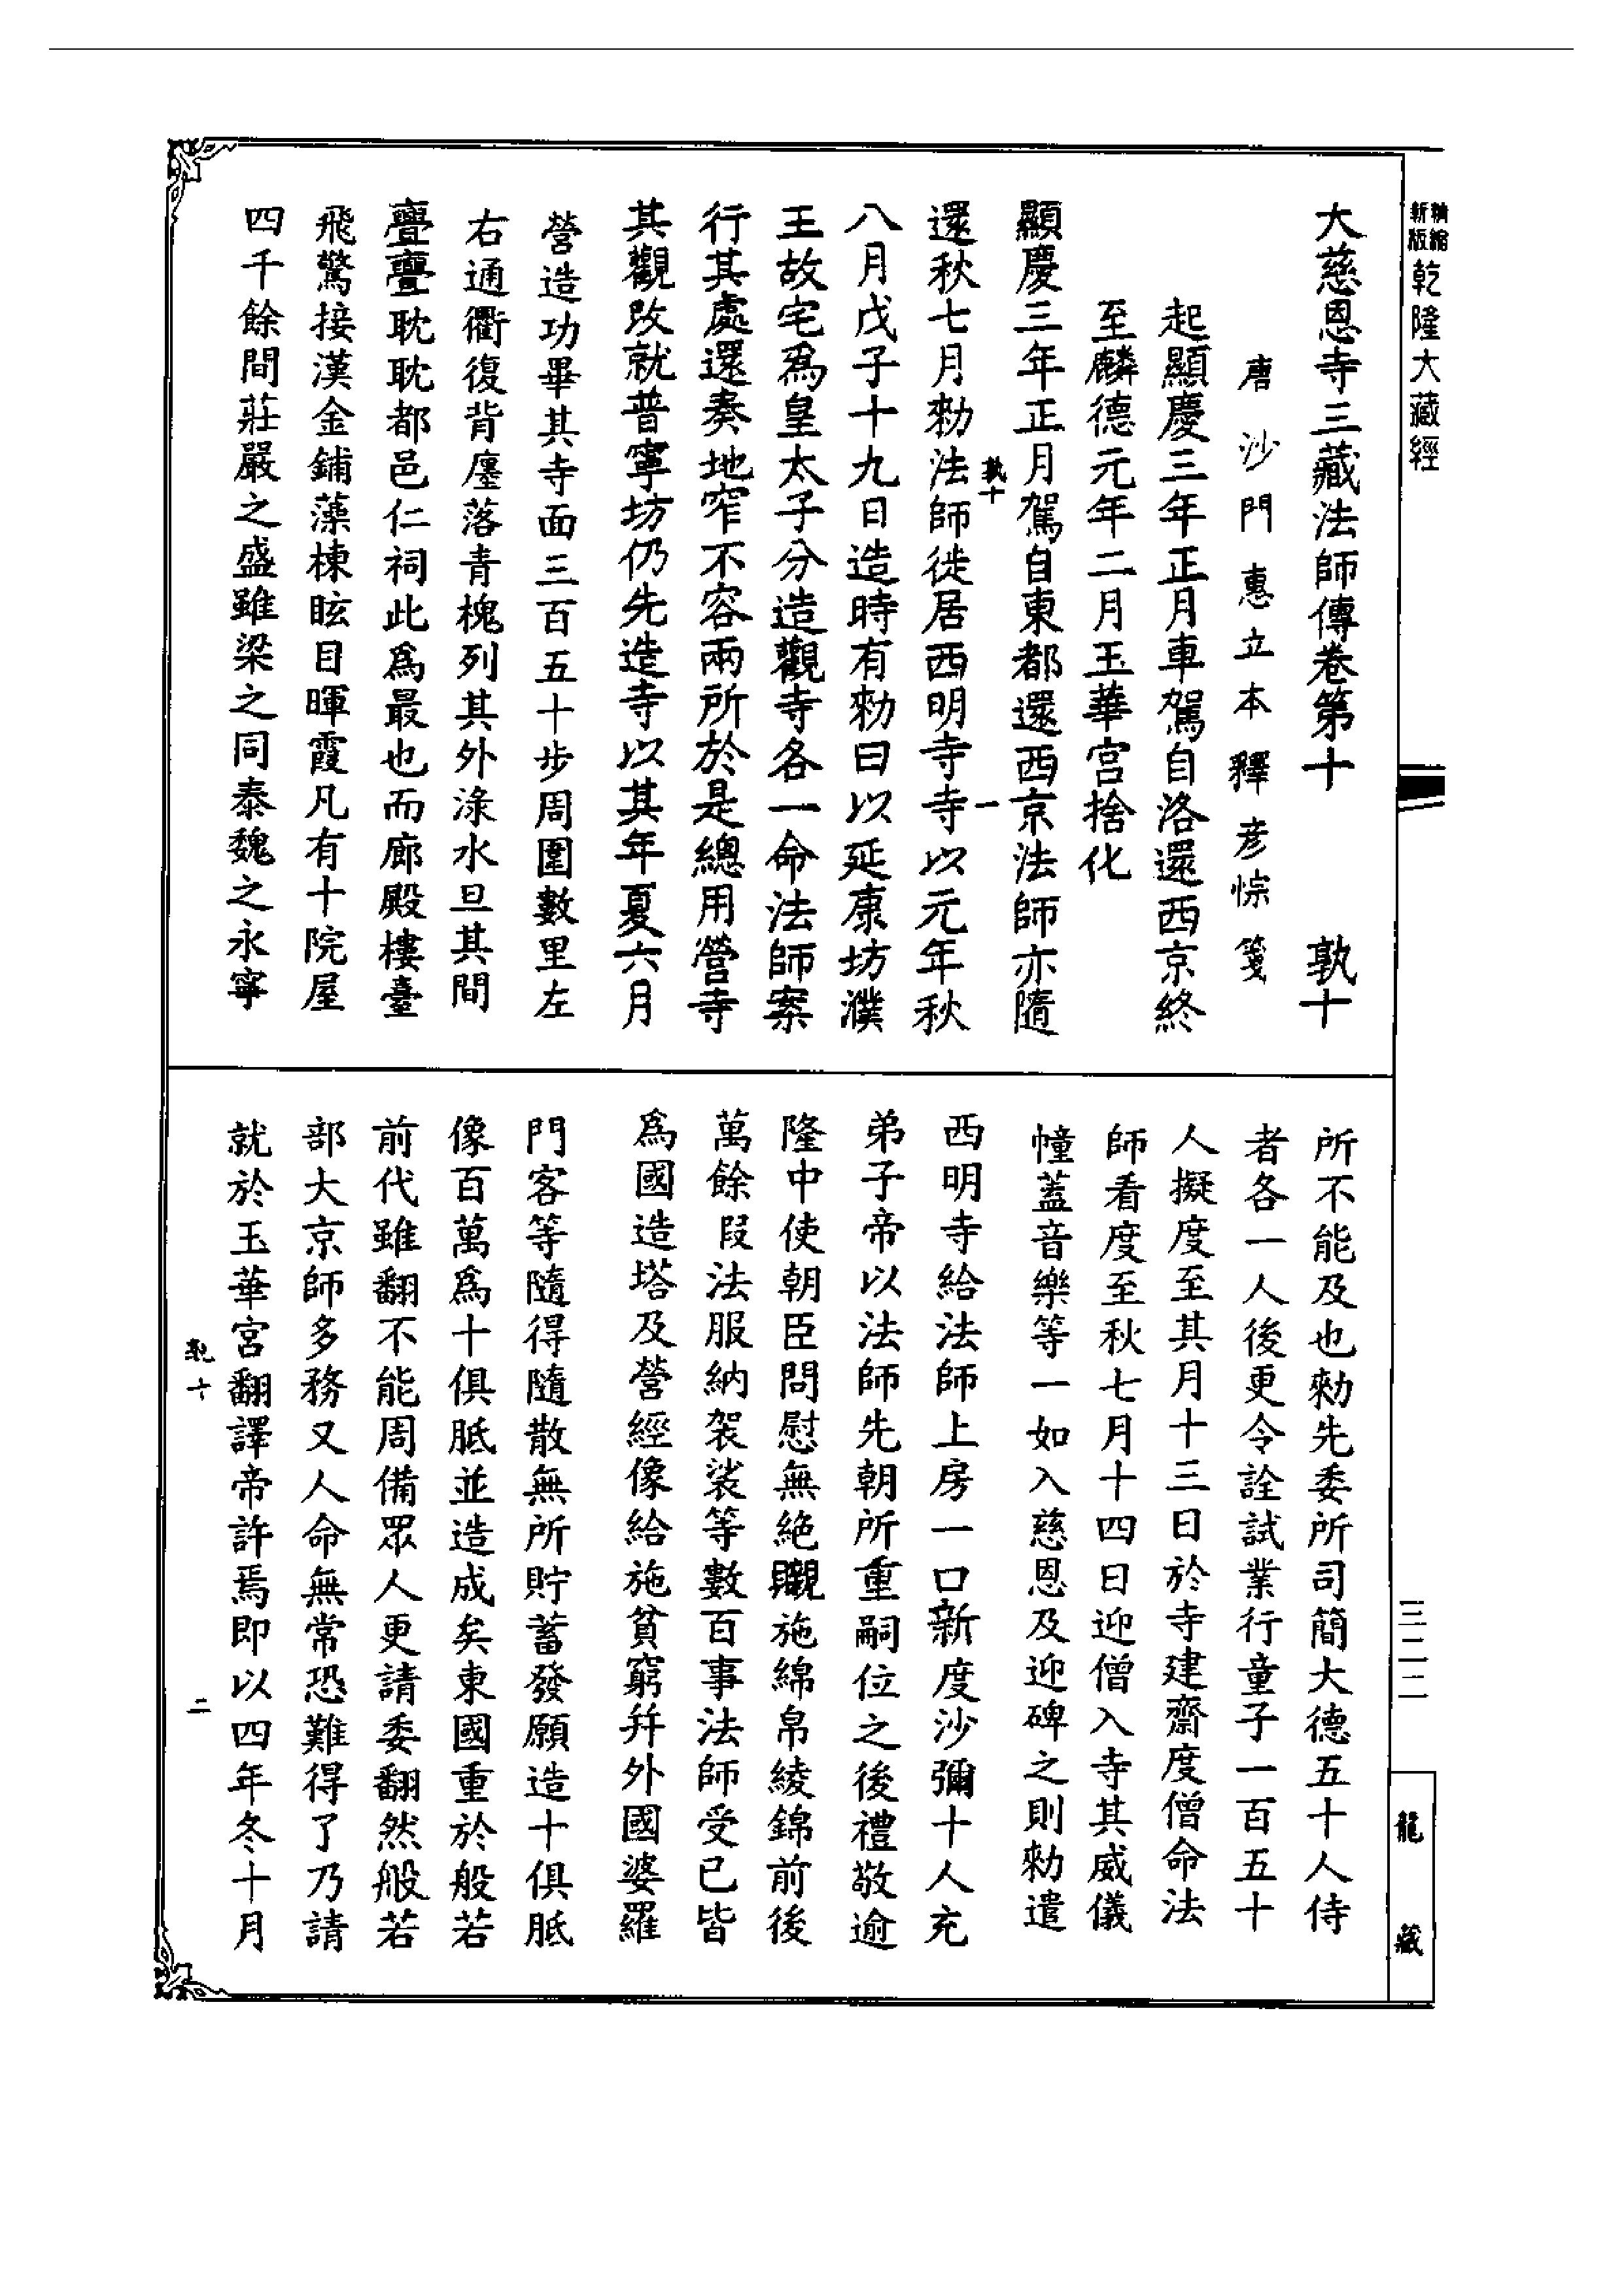 精縮
新版
乾隆大藏經
大慈恩寺三藏法師傳卷第十　孰十
唐沙門惠立本釋彦悰箋
起顯慶三年正月車駕自洛還西京終
至麟德元年二月玉華宮捨化
顯慶三年正月駕自東都還西京法師亦隨
孰十　一
還秋七月勑法師徙居西明寺寺以元年秋
八月戊子十九日造時有勑曰以延康坊濮
王故宅爲皇太子分造觀寺各一命法師案
行其處還奏地窄不容兩所於是總用營寺
其觀改就普寧坊仍先造寺以其年夏六月
營造功畢其寺面三百五十步周圍數里左
右通衢復背廛落青槐列其外淥水亘其間
亹亹耽耽都邑仁祠此爲最也而廊殿樓臺
飛驚接漢金鋪藻棟眩目暉霞凡有十院屋
四千餘間莊嚴之盛雖梁之同泰魏之永寧
所不能及也勑先委所司簡大德五十人侍
者各一人後更令詮試業行童子一百五十
人擬度至其月十三日於寺建齋度僧命法
師看度至秋七月十四日迎僧入寺其威儀
幢蓋音樂等一如入慈恩及迎碑之則勑遣
西明寺給法師上房一口新度沙彌十人充
弟子帝以法師先朝所重嗣位之後禮敬逾
隆中使朝臣問慰無絶䞋施綿帛綾錦前後
萬餘段法服納袈裟等數百事法師受已皆
爲國造塔及營經像給施貧窮并外國婆羅
門客等隨得隨散無所貯蓄發願造十俱胝
像百萬爲十俱胝並造成矣東國重於般若
前代雖翻不能周備眾人更請委翻然般若
部大京師多務又人命無常恐難得了乃請
就於玉華宮翻譯帝許焉即以四年冬十月
孰十　二
三二二
龍藏